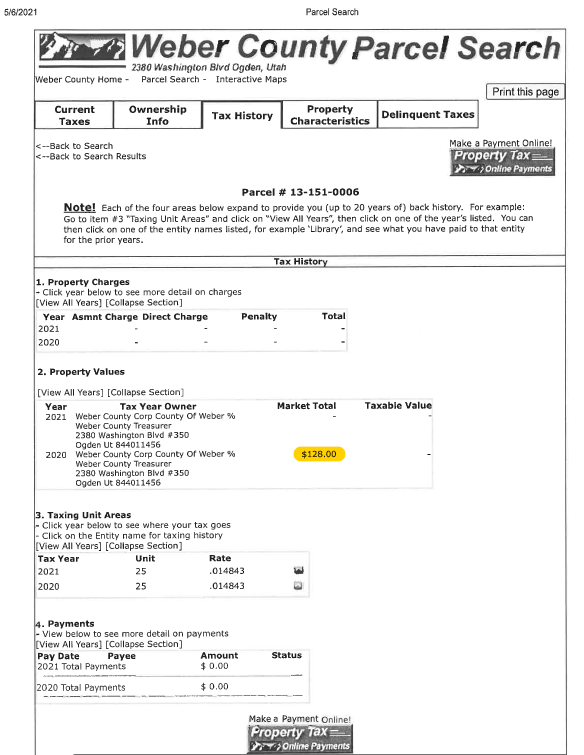 5/6/2021 Parcel Search
Weber County Parcel Search
2380 Washington Blvd Ogden, Utah
Weber County Home - Parcel Search - Interactive Maps
Print this page
Current Taxes Ownership Info Tax History Property Characteristics Delinquent Taxes
<--Back to Search
<--Back to Search Results
Make a Payment Online!
Property Tax
Online Payments
Parcel # 13-151-0006
Note! Each of the four areas below expand to provide you (up to 20 years of) back history. For example:
Go to item #3 "Taxing Unit Areas" and click on "View All Years", then click on one of the year's listed. You can
then click on one of the entity names listed, for example 'Library', and see what you have paid to that entity
for the prior years.
Tax History
1. Property Charges
- Click year below to see more detail on charges
[View All Years] [Collapse Section]
Year Asmnt Charge Direct Charge Penalty Total
2021 - - - -
2020 - - - -
2. Property Values
[View All Years] [Collapse Section]
Year Tax Year Owner Market Total Taxable Value
2021 Weber County Corp County Of Weber % - -
Weber County Treasurer
2380 Washington Blvd #350
Ogden Ut 844011456
2020 Weber County Corp County Of Weber % $128.00 -
Weber County Treasurer
2380 Washington Blvd #350
Ogden Ut 844011456
3. Taxing Unit Areas
- Click year below to see where your tax goes
- Click on the Entity name for taxing history
[View All Years] [Collapse Section]
Tax Year Unit Rate
2021 25 .014843
2020 25 .014843
4. Payments
- View below to see more detail on payments
[View All Years] [Collapse Section]
Pay Date Payee Amount Status
2021 Total Payments $ 0.00
2020 Total Payments $ 0.00
Make a Payment Online!
Property Tax
Online Payments